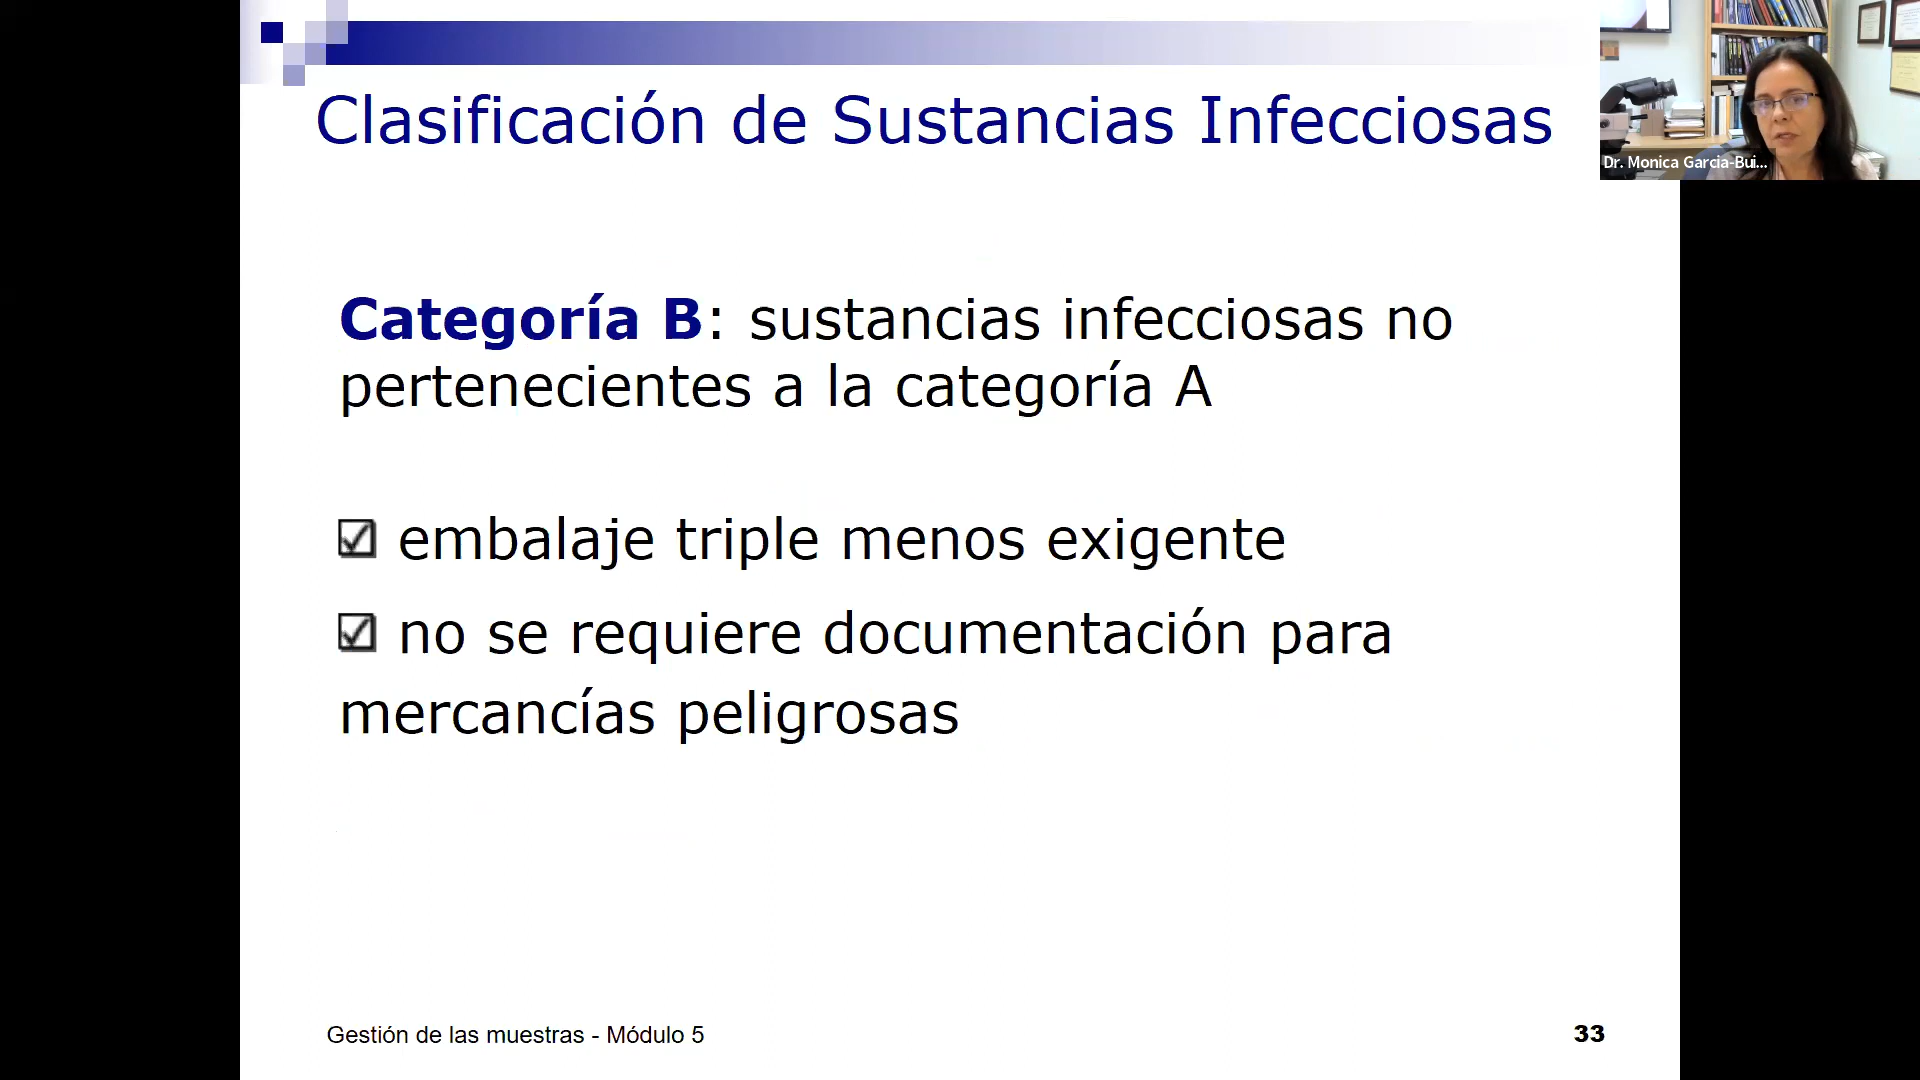 Clasificación de Sustancias Infecciosas
Dr. Monica Garcia-Bui...
Categoría B: sustancias infecciosas no
pertenecientes a la categoría A
embalaje triple menos exigente
no se requiere documentación para
mercancías peligrosas
Gestión de las muestras - Módulo 5
33